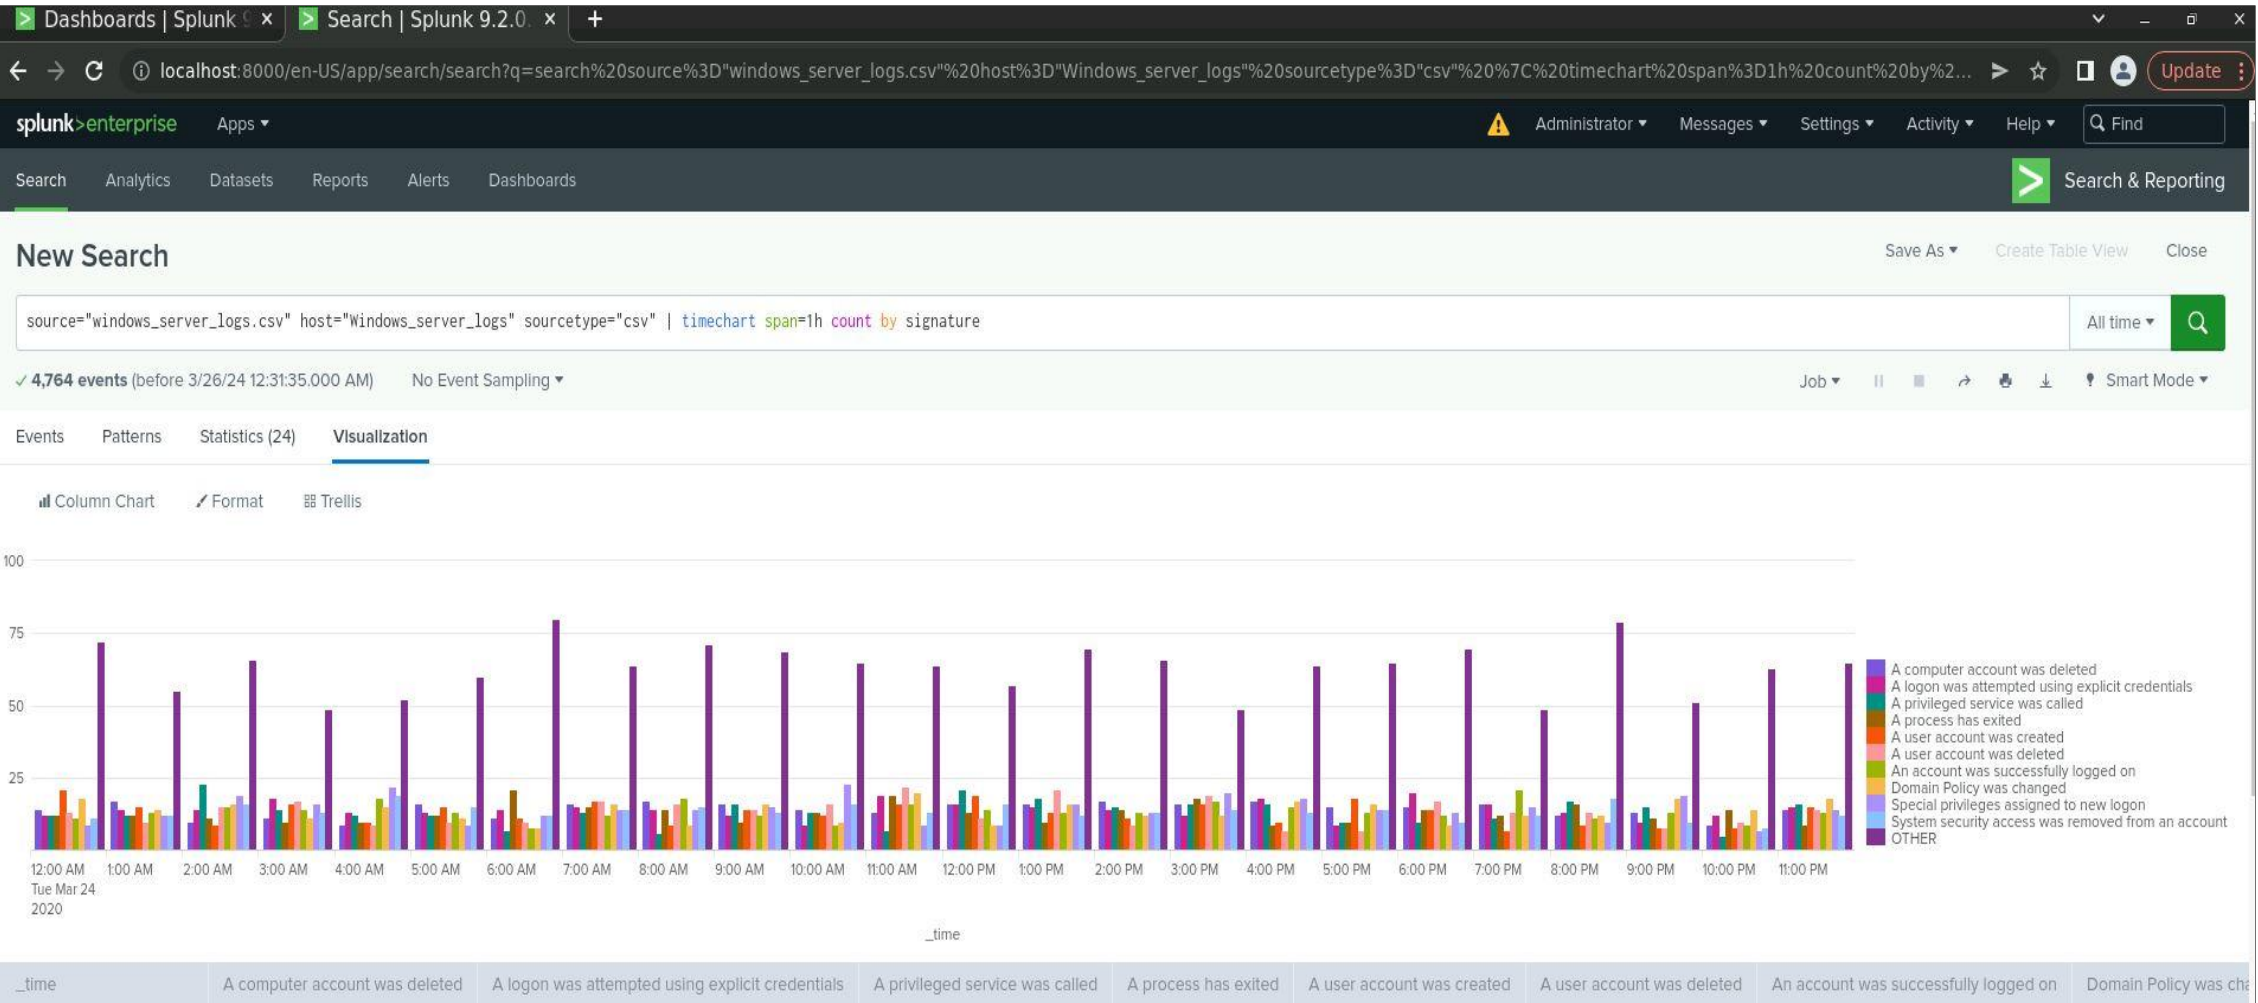 Dashboards | Splunk 9 ×
Search | Splunk 9.2.0. × +
localhost:8000/en-US/app/search/search?q=search%20source%3D"windows_server_logs.csv"%20host%3D"Windows_server_logs"%20sourcetype%3D"csv"%20%7C%20timechart%20span%3D1h%20count%20by%2...
Update
splunk>enterprise Apps Administrator Messages Settings Activity Help Find
Search Analytics Datasets Reports Alerts Dashboards Search & Reporting
New Search Save As Create Table View Close
source="windows_server_logs.csv" host="Windows_server_logs" sourcetype="csv" | timechart span=1h count by signature All time
✓ 4,764 events (before 3/26/24 12:31:35.000 AM) No Event Sampling Job Smart Mode
Events Patterns Statistics (24) Visualization
Column Chart Format Trellis
100
75
50
25
A computer account was deleted
A logon was attempted using explicit credentials
A privileged service was called
A process has exited
A user account was created
A user account was deleted
An account was successfully logged on
Domain Policy was changed
Special privileges assigned to new logon
System security access was removed from an account
OTHER
12:00 AM 1:00 AM 2:00 AM 3:00 AM 4:00 AM 5:00 AM 6:00 AM 7:00 AM 8:00 AM 9:00 AM 10:00 AM 11:00 AM 12:00 PM 1:00 PM 2:00 PM 3:00 PM 4:00 PM 5:00 PM 6:00 PM 7:00 PM 8:00 PM 9:00 PM 10:00 PM 11:00 PM
Tue Mar 24
2020
_time
_time A computer account was deleted A logon was attempted using explicit credentials A privileged service was called A process has exited A user account was created A user account was deleted An account was successfully logged on Domain Policy was cha